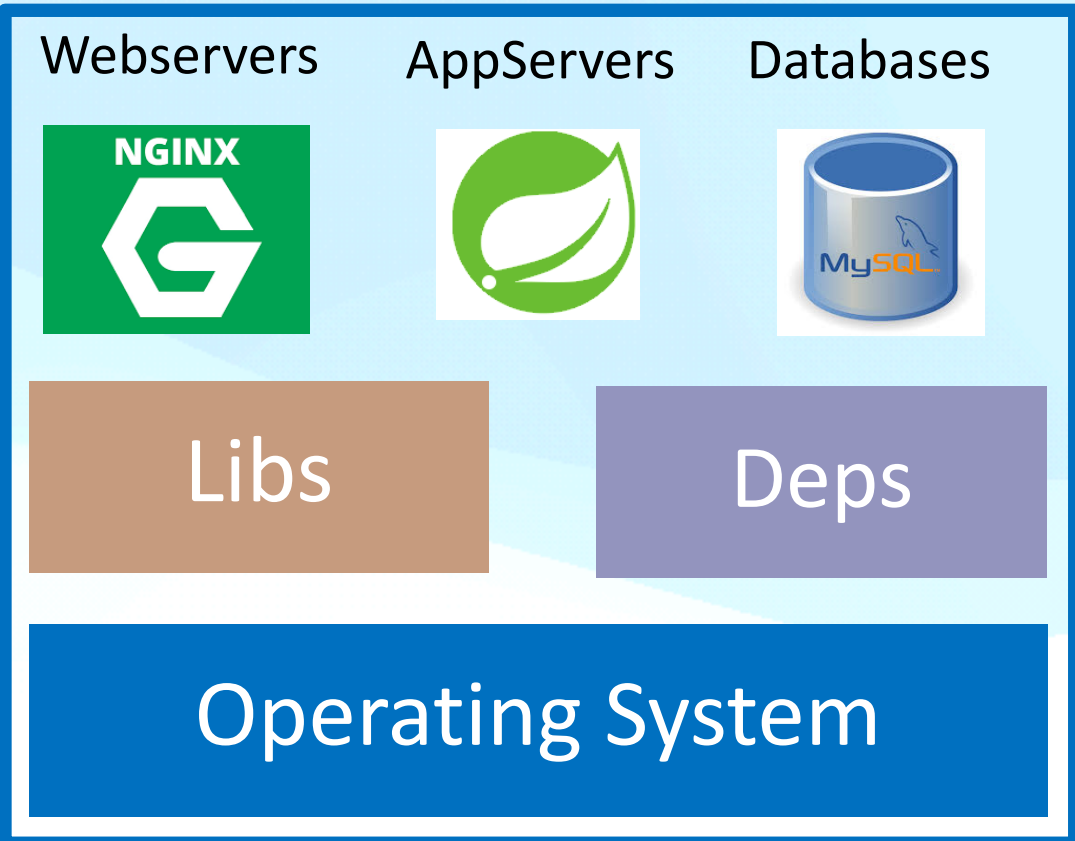 Webservers
AppServers
Databases
NGINX
MySQL
Libs
Deps
Operating System